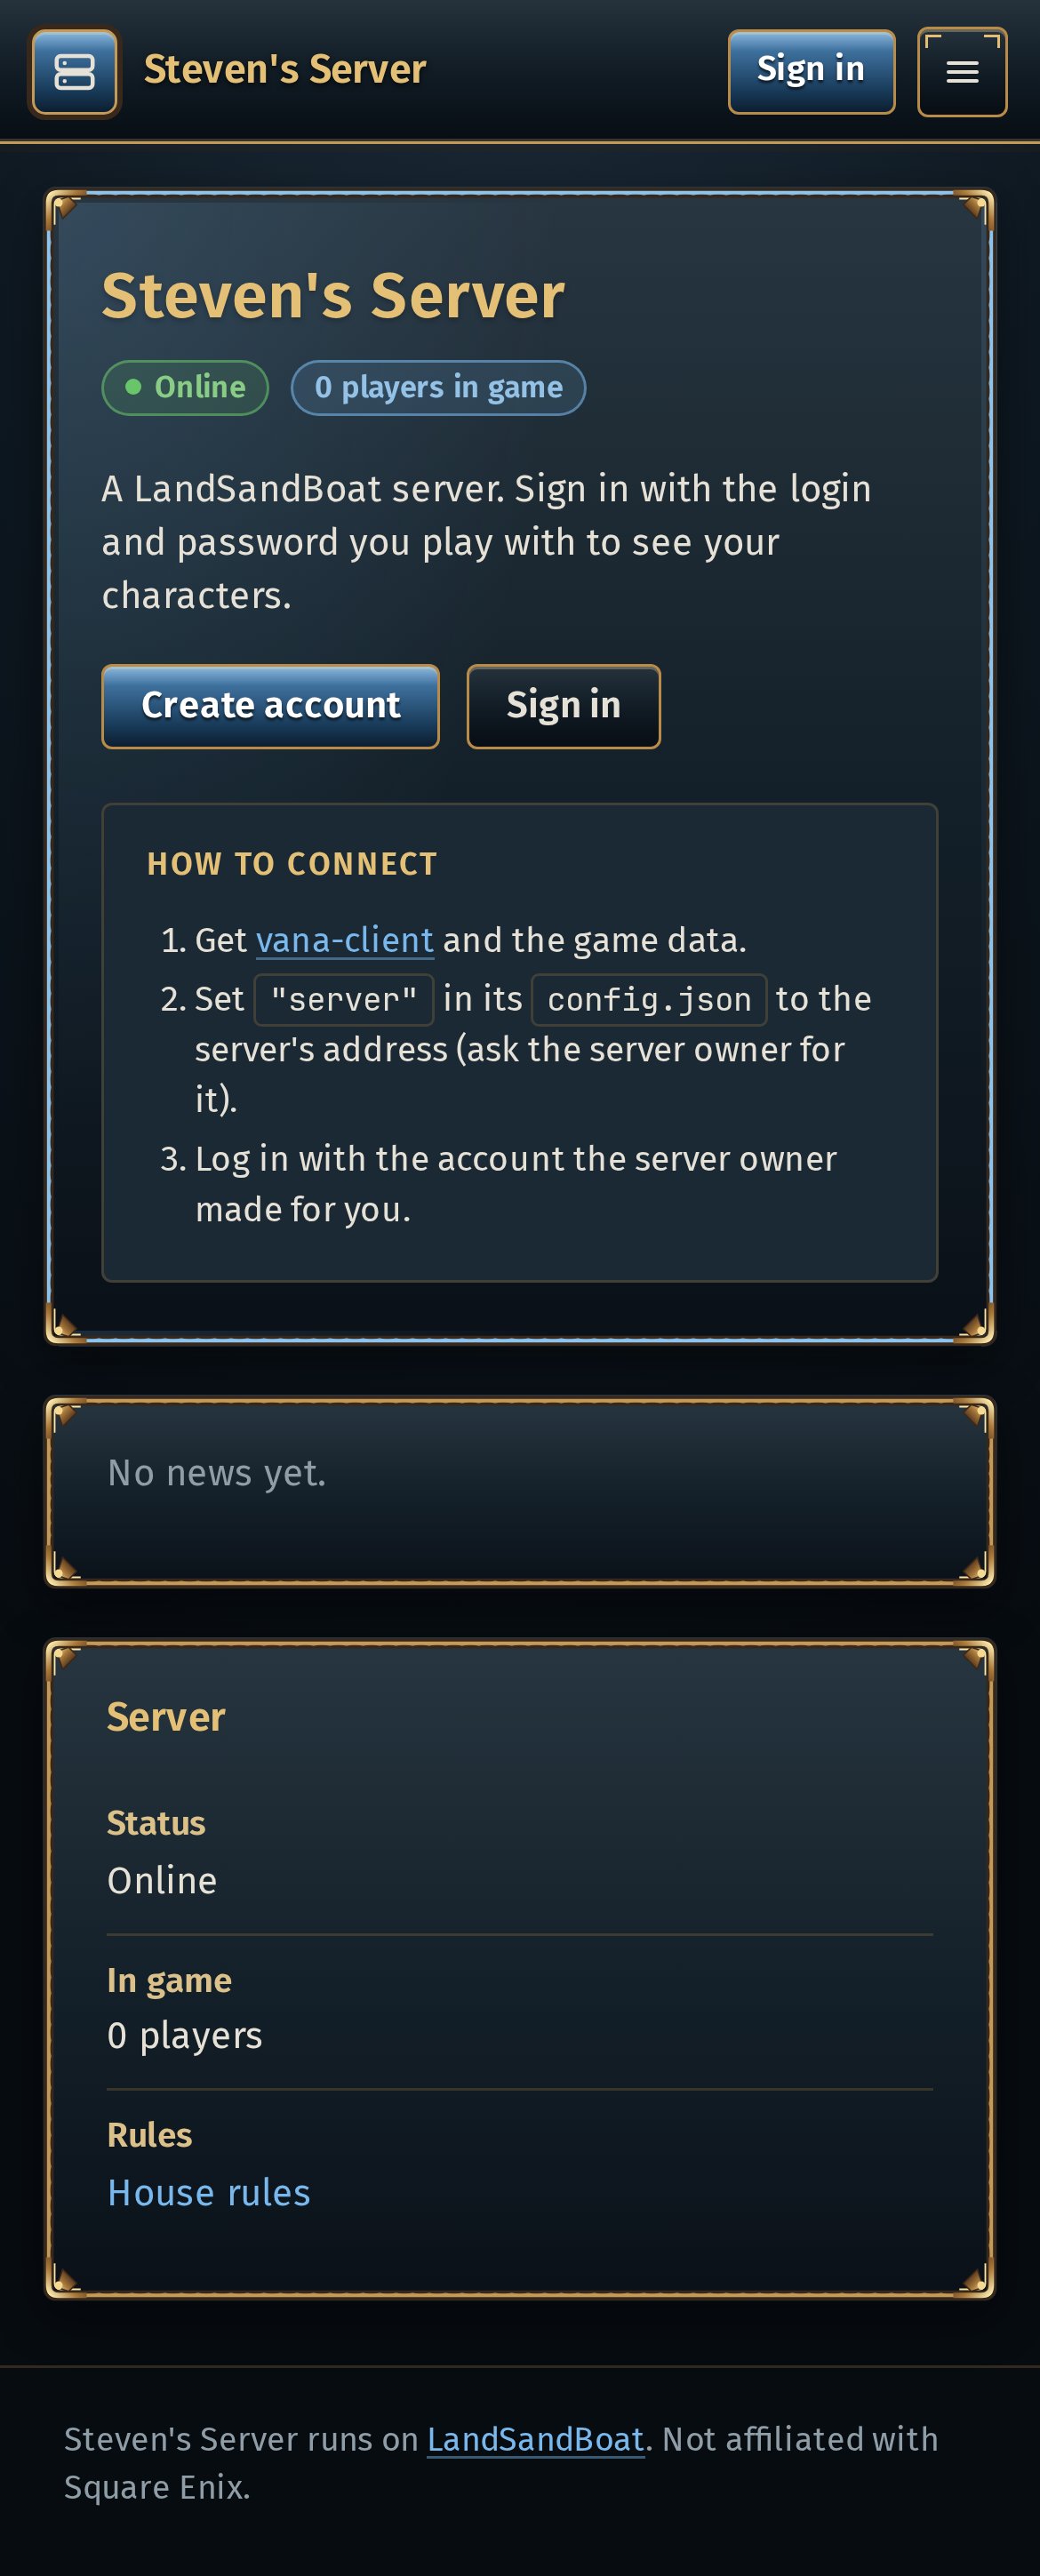 Steven's Server
Sign in
Steven's Server
Online
0 players in game
A LandSandBoat server. Sign in with the login
and password you play with to see your
characters.
Create account
Sign in
HOW TO CONNECT
1. Get vana-client and the game data.
2. Set "server" in its config.json to the
server's address (ask the server owner for
it).
3. Log in with the account the server owner
made for you.
No news yet.
Server
Status
Online
In game
0 players
Rules
House rules
Steven's Server runs on LandSandBoat. Not affiliated with
Square Enix.